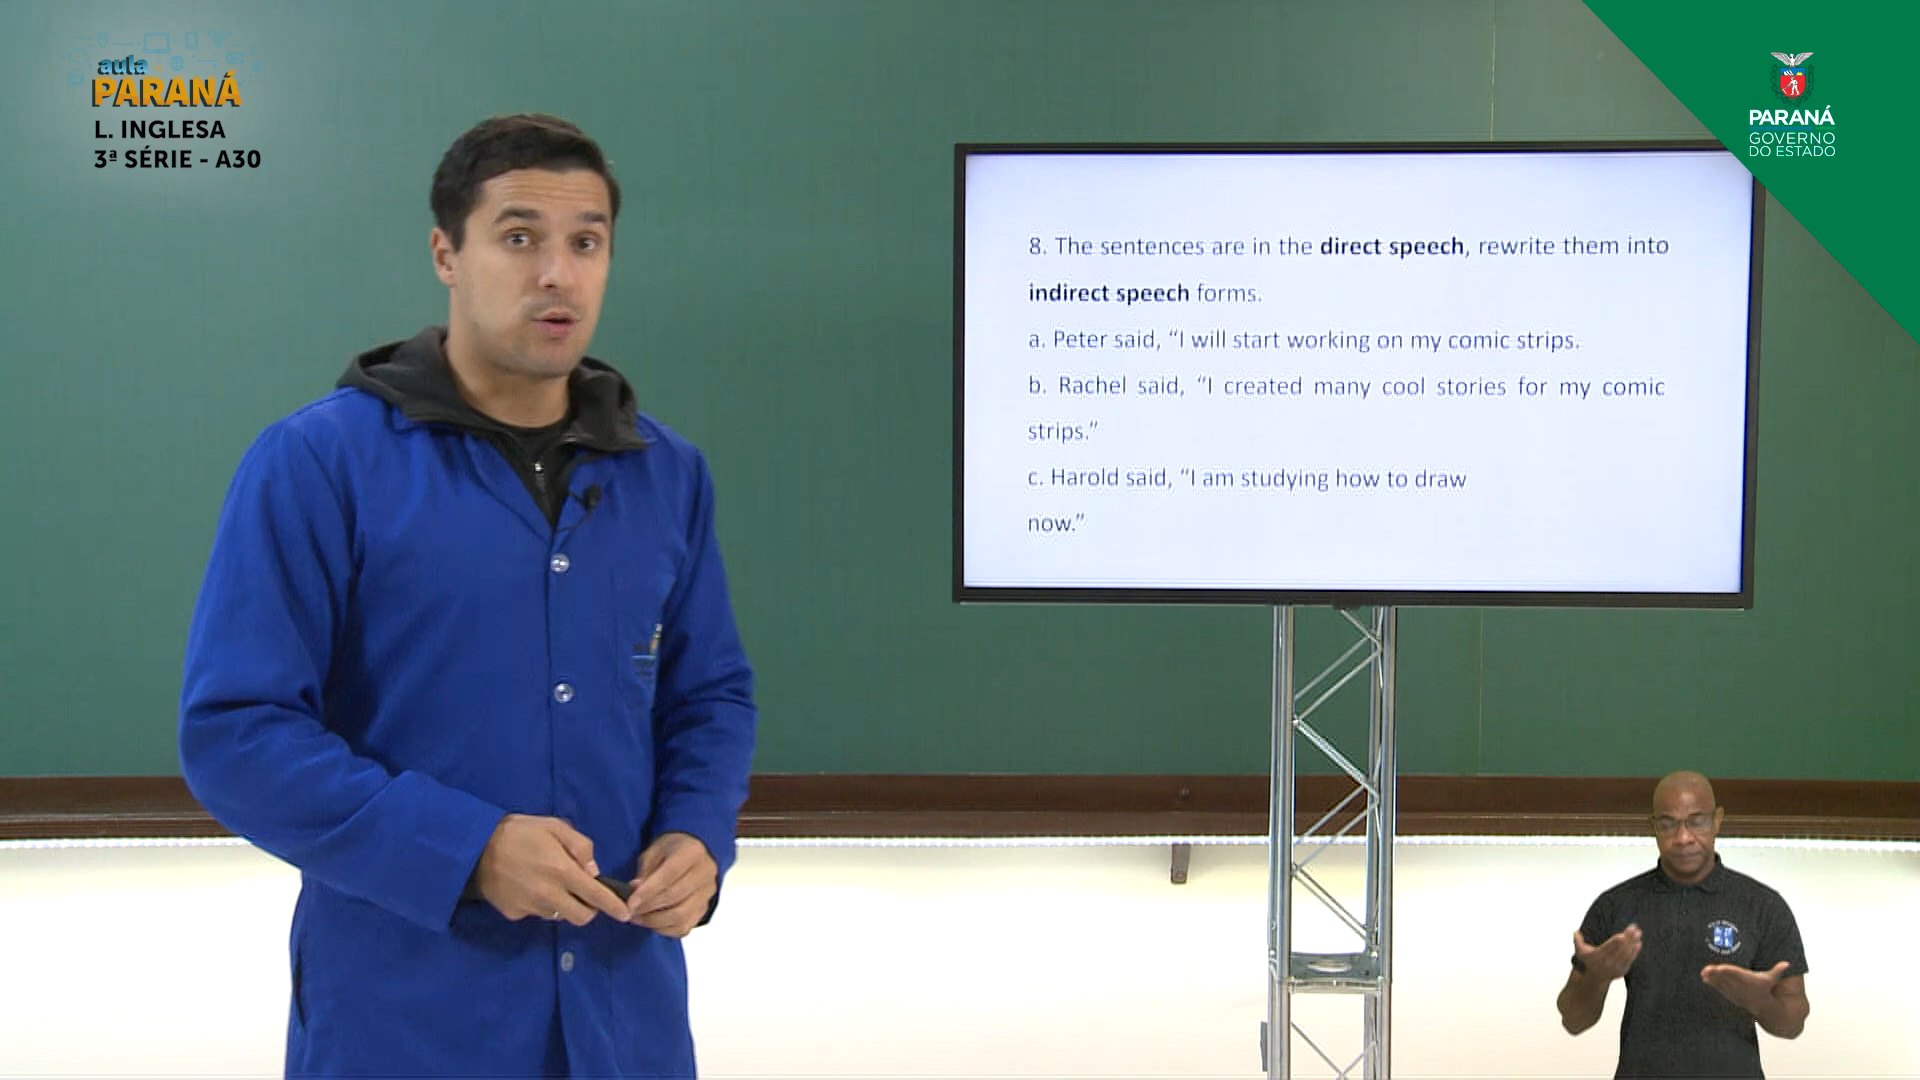 aula
PARANÁ
L. INGLESA
3ª SÉRIE - A30
PARANÁ
GOVERNO
DO ESTADO
8. The sentences are in the direct speech, rewrite them into
indirect speech forms.
a. Peter said, “I will start working on my comic strips.
b. Rachel said, “I created many cool stories for my comic
strips.”
c. Harold said, “I am studying how to draw
now.”